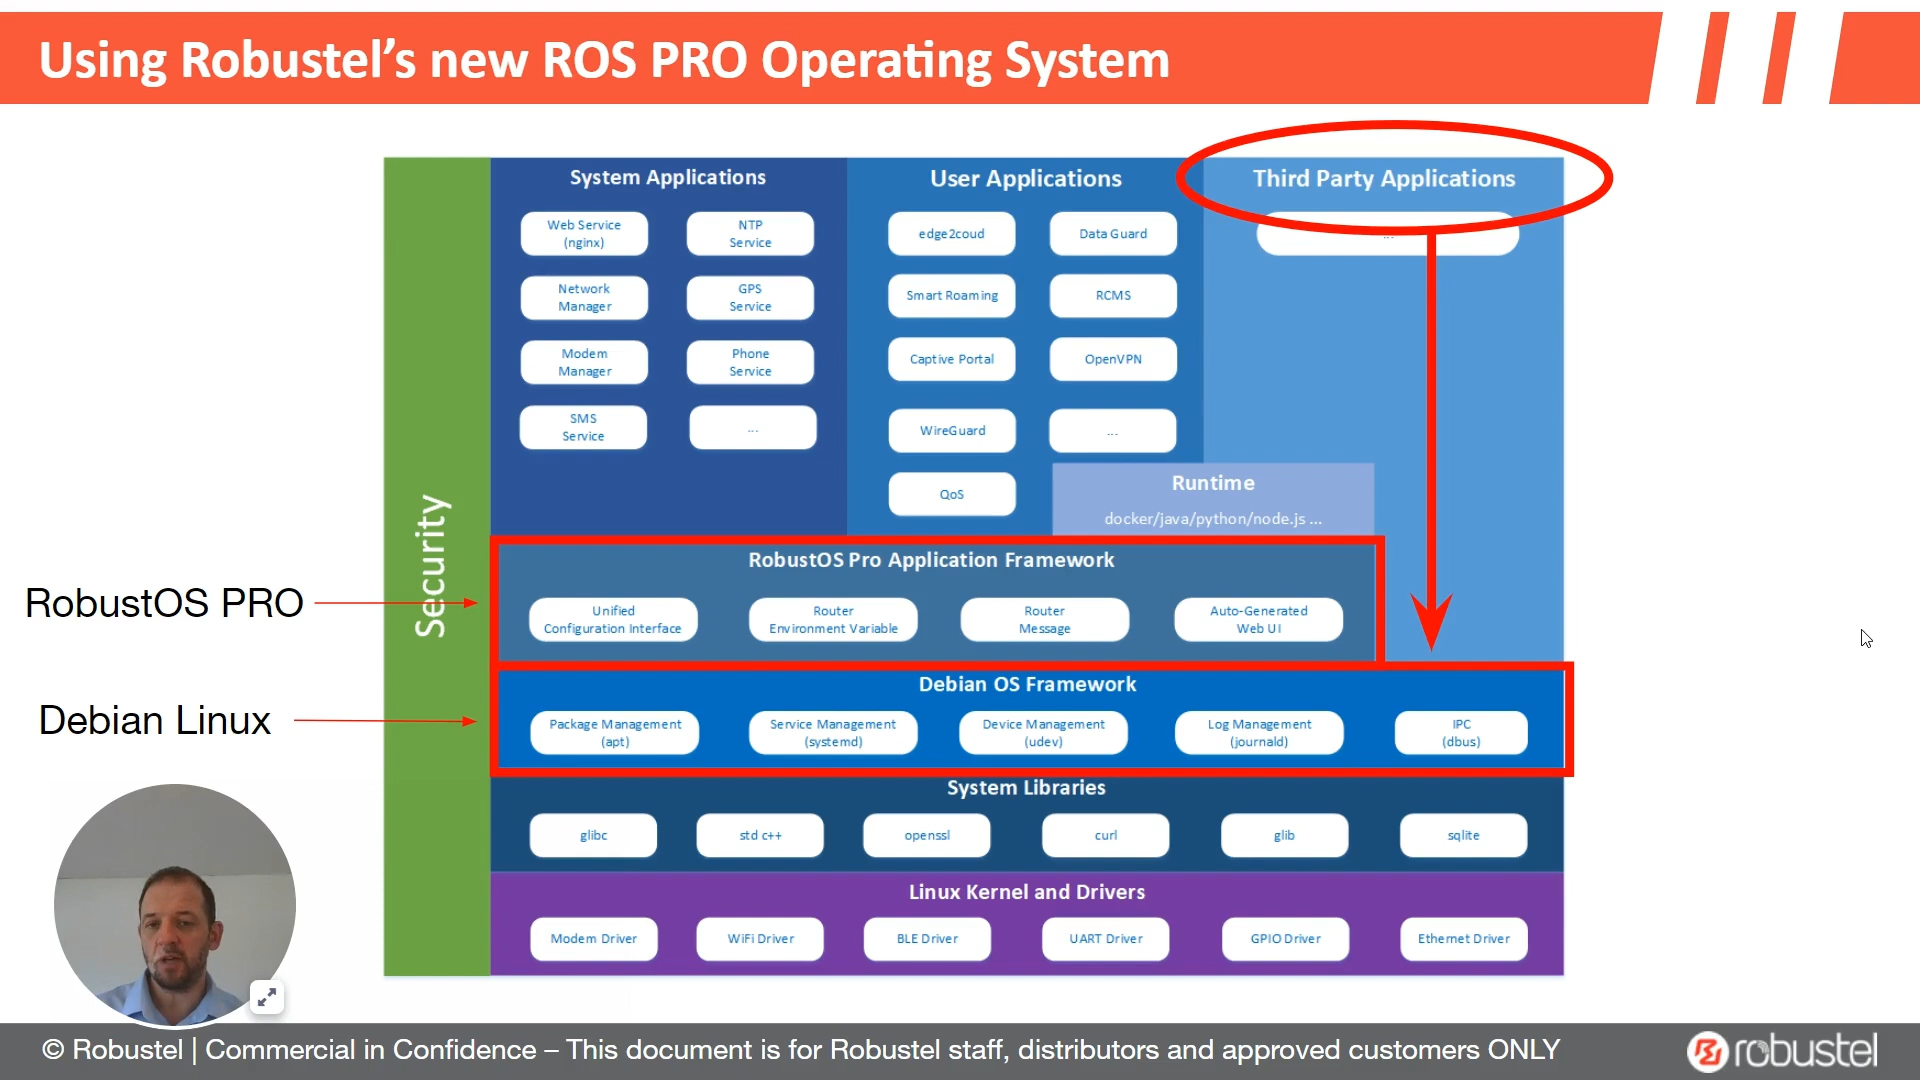 Using Robustel’s new ROS PRO Operating System
System Applications
User Applications
Third Party Applications
Web Service
(nginx)
NTP
Service
edge2coud
Data Guard
...
Network
Manager
GPS
Service
Smart Roaming
RCMS
Modem
Manager
Phone
Service
Captive Portal
OpenVPN
SMS
Service
...
WireGuard
...
QoS
Runtime
docker/java/python/node.js ...
Security
RobustOS PRO
RobustOS Pro Application Framework
Unified
Configuration Interface
Router
Environment Variable
Router
Message
Auto-Generated
Web UI
Debian Linux
Debian OS Framework
Package Management
(apt)
Service Management
(systemd)
Device Management
(udev)
Log Management
(journald)
IPC
(dbus)
System Libraries
glibc
std c++
openssl
curl
glib
sqlite
Linux Kernel and Drivers
Modem Driver
WiFi Driver
BLE Driver
UART Driver
GPIO Driver
Ethernet Driver
© Robustel | Commercial in Confidence – This document is for Robustel staff, distributors and approved customers ONLY
robustel